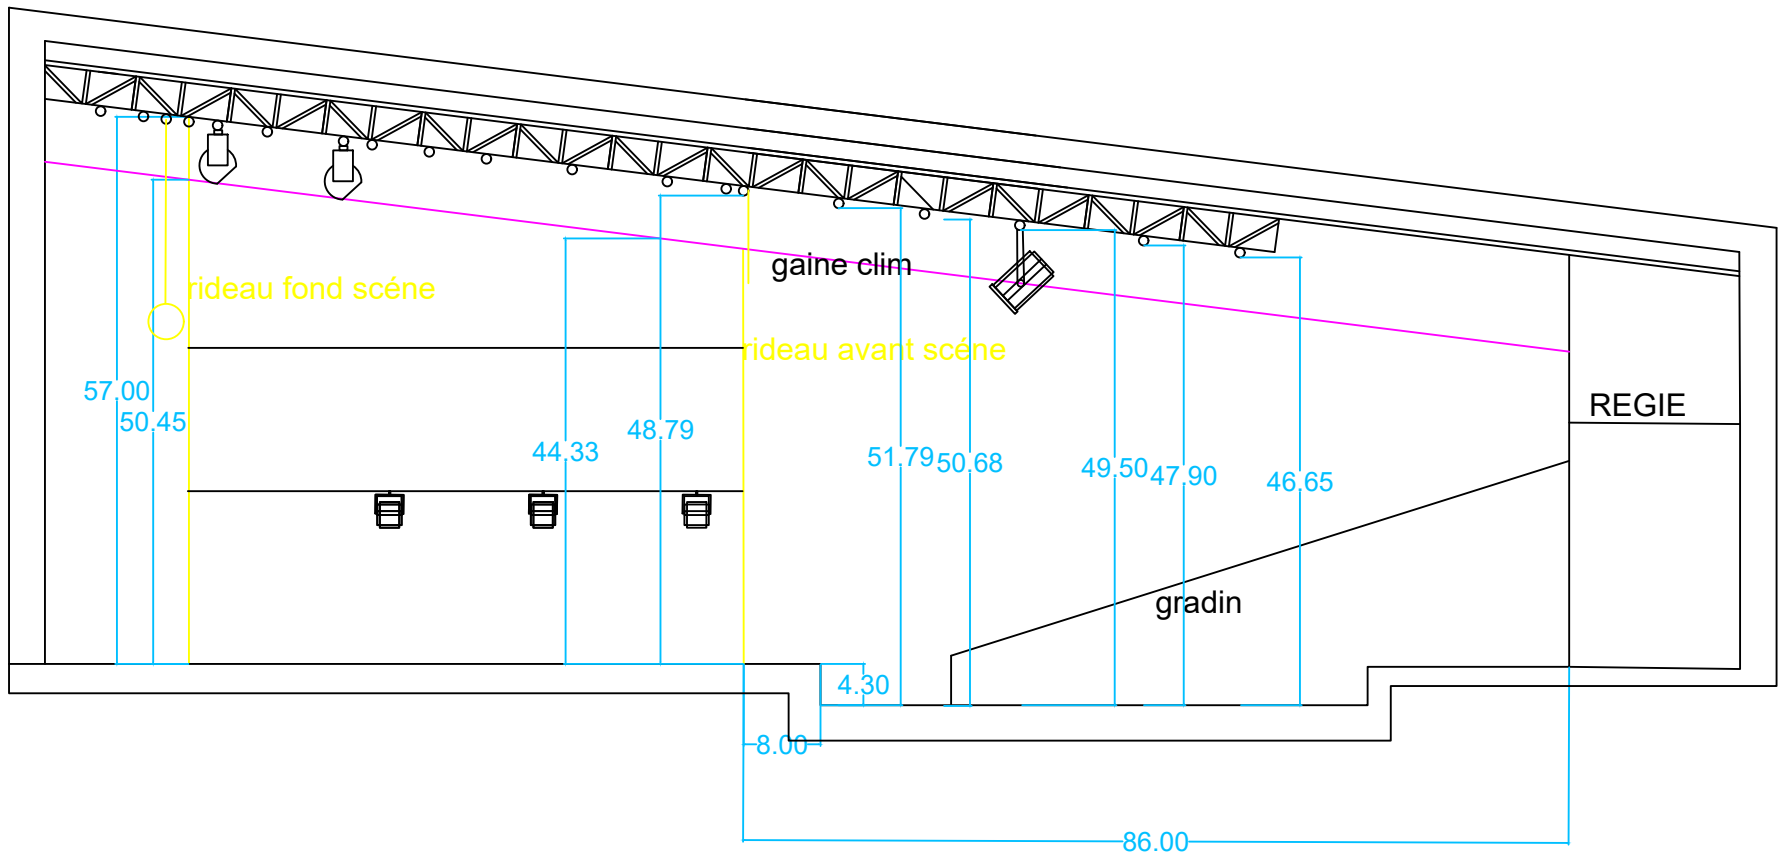 gaine clim
rideau fond scéne
rideau avant scéne
57.00
REGIE
50.45
48.79
44.33
51.79
50.68
49.50
47.90
46.65
gradin
4.30
8.00
86.00